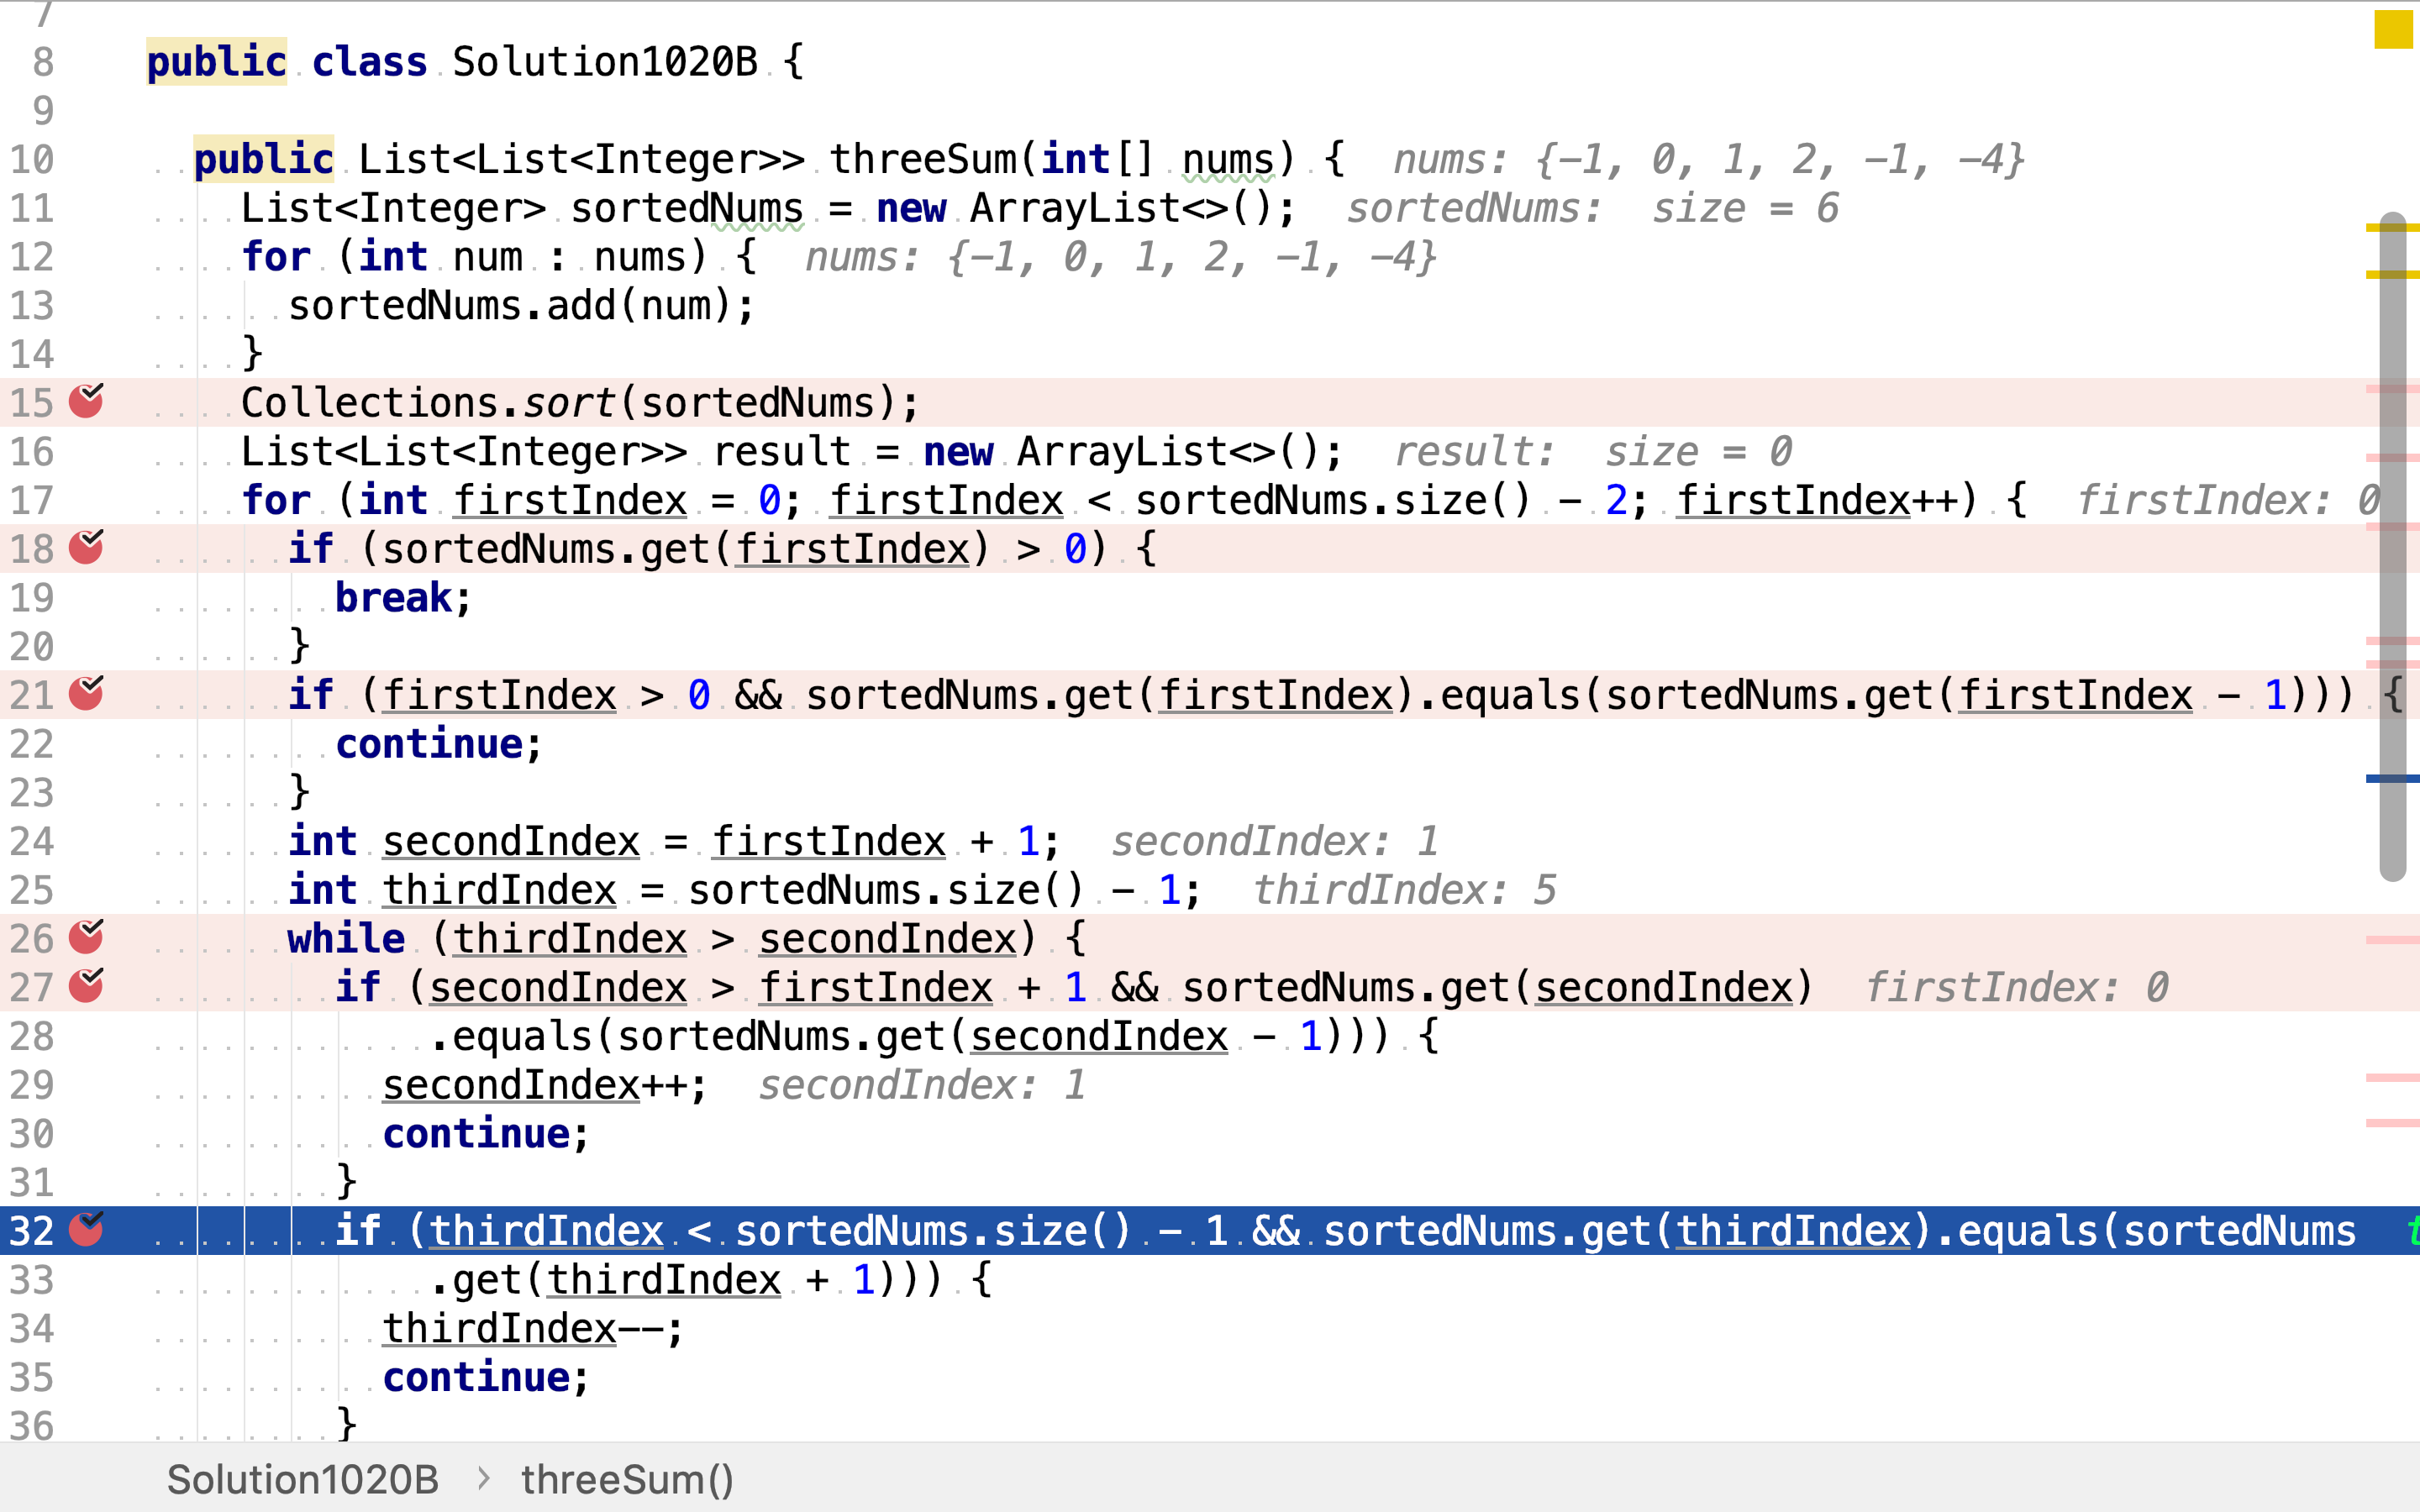 7
8 public class Solution1020B {
9
10 public List<List<Integer>> threeSum(int[] nums) { nums: {-1, 0, 1, 2, -1, -4}
11 List<Integer> sortedNums = new ArrayList<>(); sortedNums: size = 6
12 for (int num : nums) { nums: {-1, 0, 1, 2, -1, -4}
13 sortedNums.add(num);
14 }
15 Collections.sort(sortedNums);
16 List<List<Integer>> result = new ArrayList<>(); result: size = 0
17 for (int firstIndex = 0; firstIndex < sortedNums.size() - 2; firstIndex++) { firstIndex: 0
18 if (sortedNums.get(firstIndex) > 0) {
19 break;
20 }
21 if (firstIndex > 0 && sortedNums.get(firstIndex).equals(sortedNums.get(firstIndex - 1))) {
22 continue;
23 }
24 int secondIndex = firstIndex + 1; secondIndex: 1
25 int thirdIndex = sortedNums.size() - 1; thirdIndex: 5
26 while (thirdIndex > secondIndex) {
27 if (secondIndex > firstIndex + 1 && sortedNums.get(secondIndex) firstIndex: 0
28 .equals(sortedNums.get(secondIndex - 1))) {
29 secondIndex++; secondIndex: 1
30 continue;
31 }
32 if (thirdIndex < sortedNums.size() - 1 && sortedNums.get(thirdIndex).equals(sortedNums
33 .get(thirdIndex + 1))) {
34 thirdIndex--;
35 continue;
36 }
Solution1020B > threeSum()